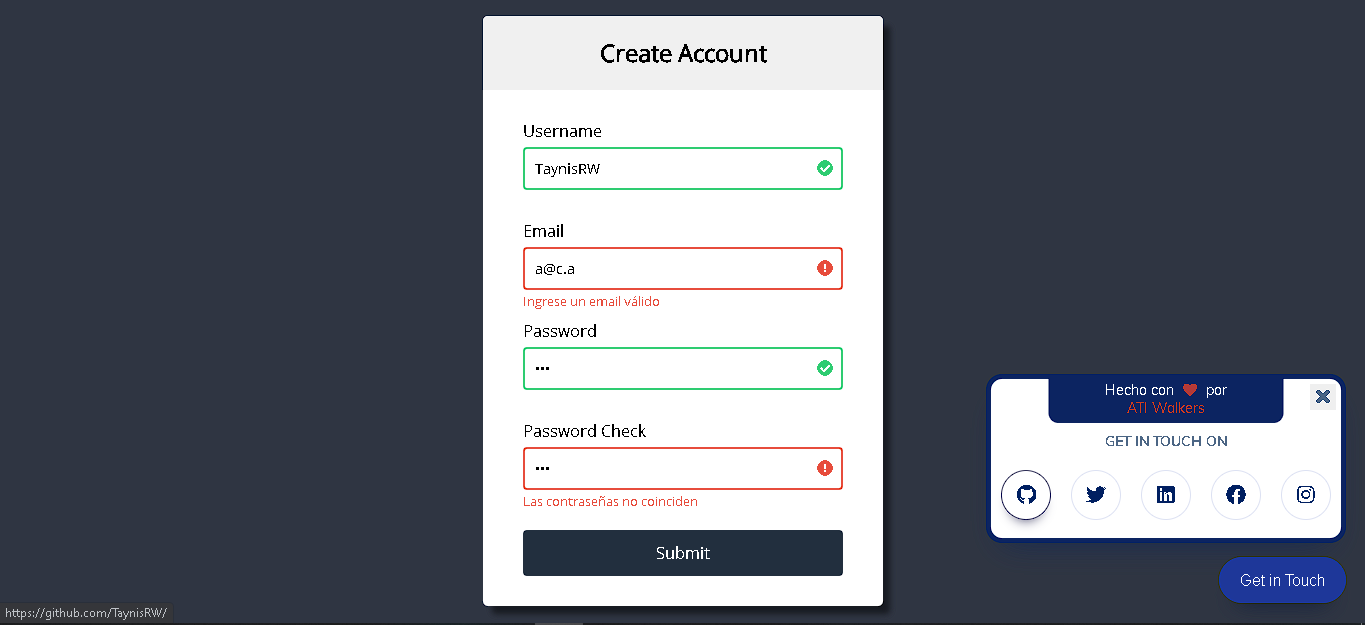 Create Account
Username
TaynisRW
Email
a@c.a
Ingrese un email válido
Password
•••
Password Check
•••
Las contraseñas no coinciden
Submit
Hecho con ❤ por
ATI Walkers
GET IN TOUCH ON
Get in Touch
https://github.com/TaynisRW/